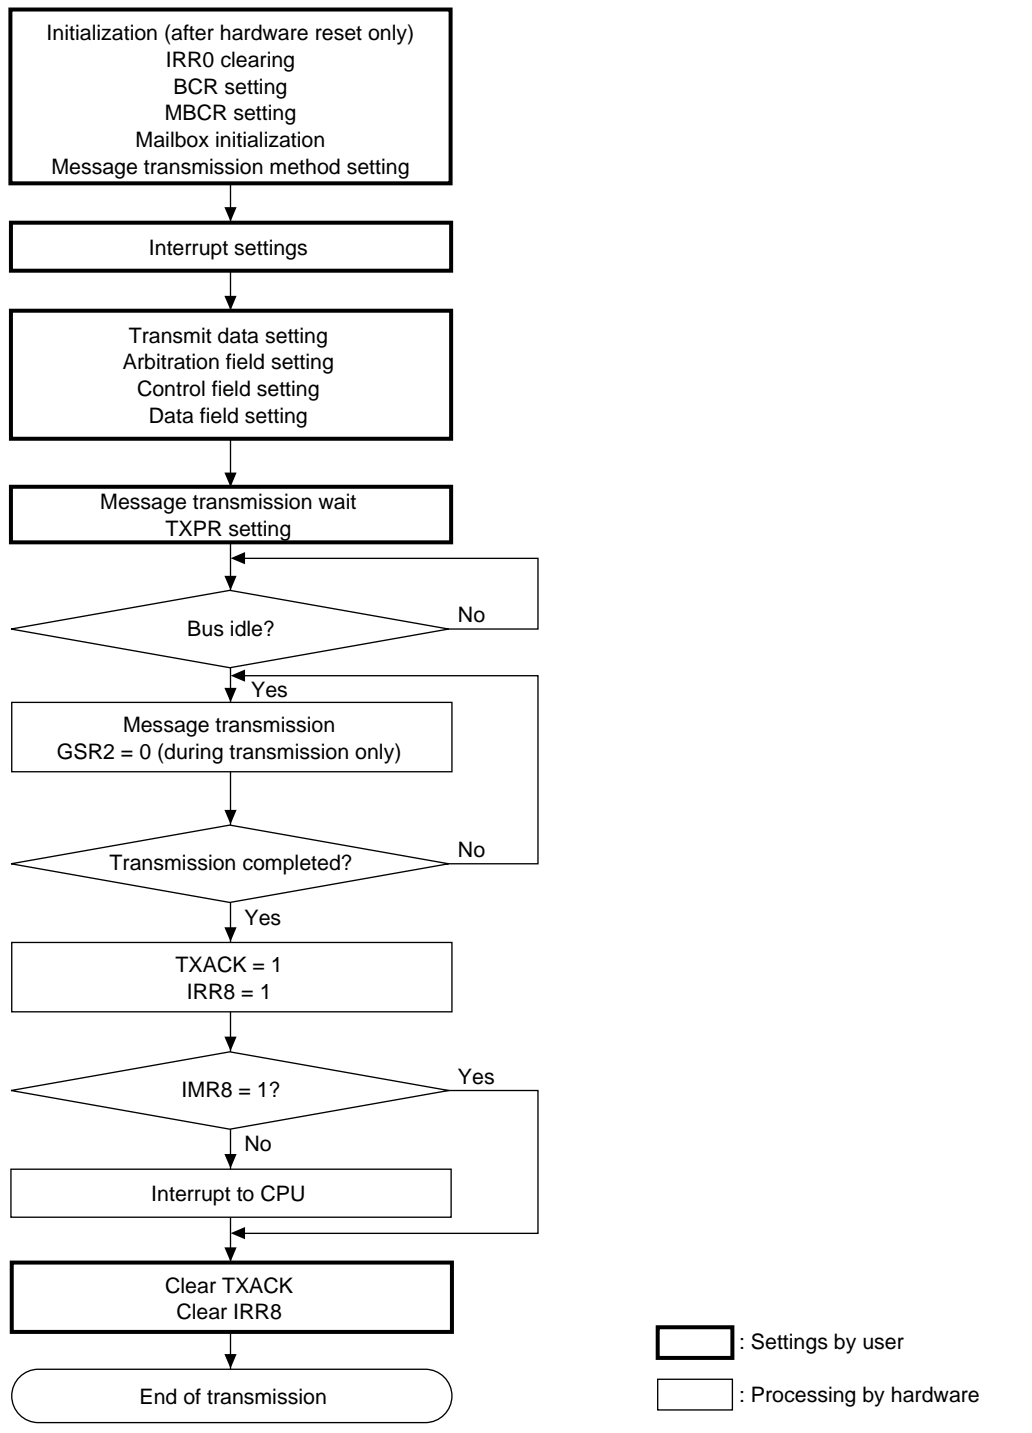 Initialization (after hardware reset only)
IRR0 clearing
BCR setting
MBCR setting
Mailbox initialization
Message transmission method setting
Interrupt settings
Transmit data setting
Arbitration field setting
Control field setting
Data field setting
Message transmission wait
TXPR setting
No
Bus idle?
Yes
Message transmission
GSR2 = 0 (during transmission only)
No
Transmission completed?
Yes
TXACK = 1
IRR8 = 1
Yes
IMR8 = 1?
No
Interrupt to CPU
Clear TXACK
Clear IRR8
End of transmission
: Settings by user
: Processing by hardware